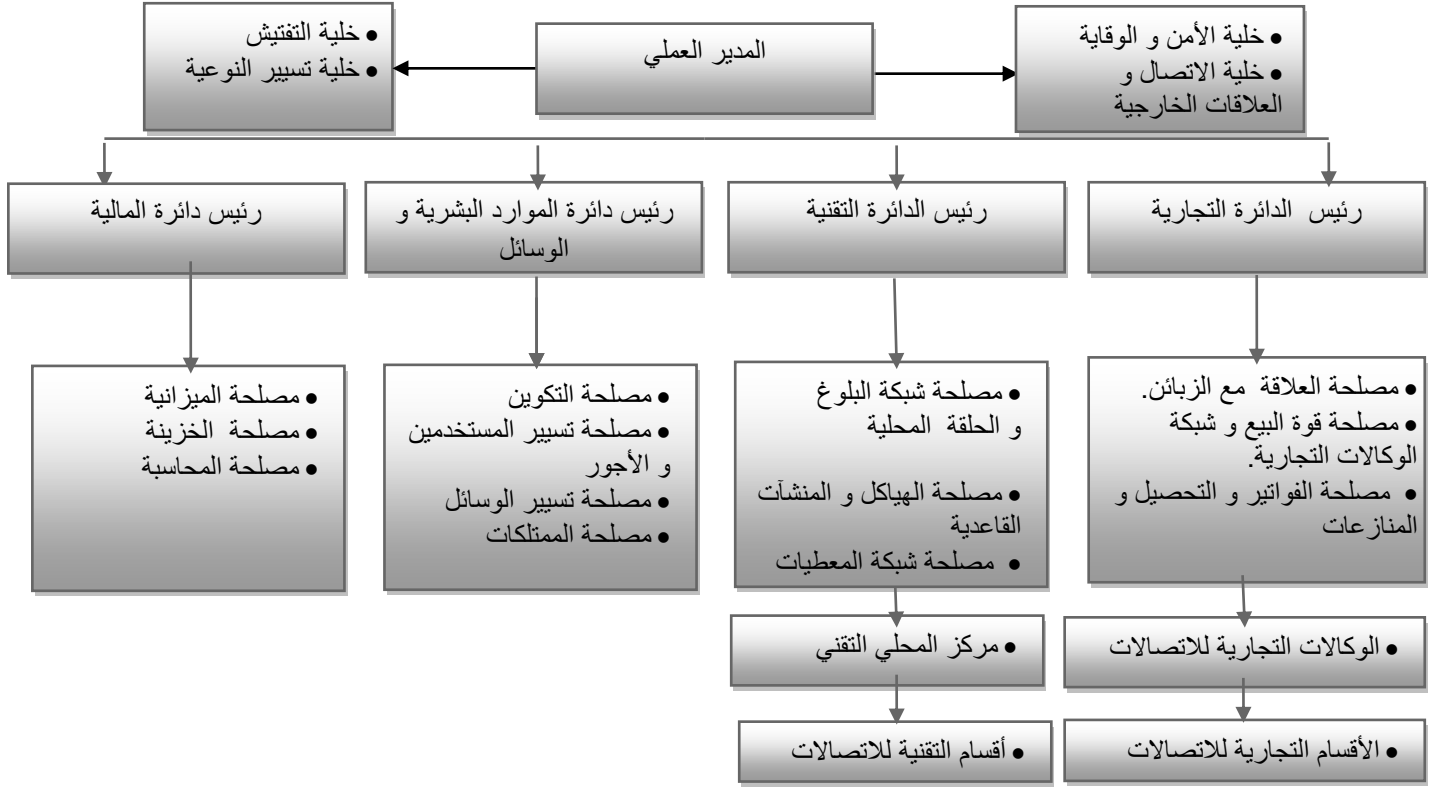 المدير العملي
• خلية الأمن و الوقاية
• خلية الاتصال و
العلاقات الخارجية
• خلية التفتيش
• خلية تسيير النوعية
رئيس الدائرة التجارية
رئيس الدائرة التقنية
رئيس دائرة الموارد البشرية و
الوسائل
رئيس دائرة المالية
• مصلحة العلاقة مع الزبائن.
• مصلحة قوة البيع و شبكة
الوكالات التجارية.
• مصلحة الفواتير و التحصيل و
المنازعات
• مصلحة شبكة البلوغ
و الحلقة المحلية
• مصلحة الهياكل و المنشآت
القاعدية
• مصلحة شبكة المعطيات
• مصلحة التكوين
• مصلحة تسيير المستخدمين
و الأجور
• مصلحة تسيير الوسائل
• مصلحة الممتلكات
• مصلحة الميزانية
• مصلحة الخزينة
• مصلحة المحاسبة
• الوكالات التجارية للاتصالات
• مركز المحلي التقني
• الأقسام التجارية للاتصالات
• أقسام التقنية للاتصالات